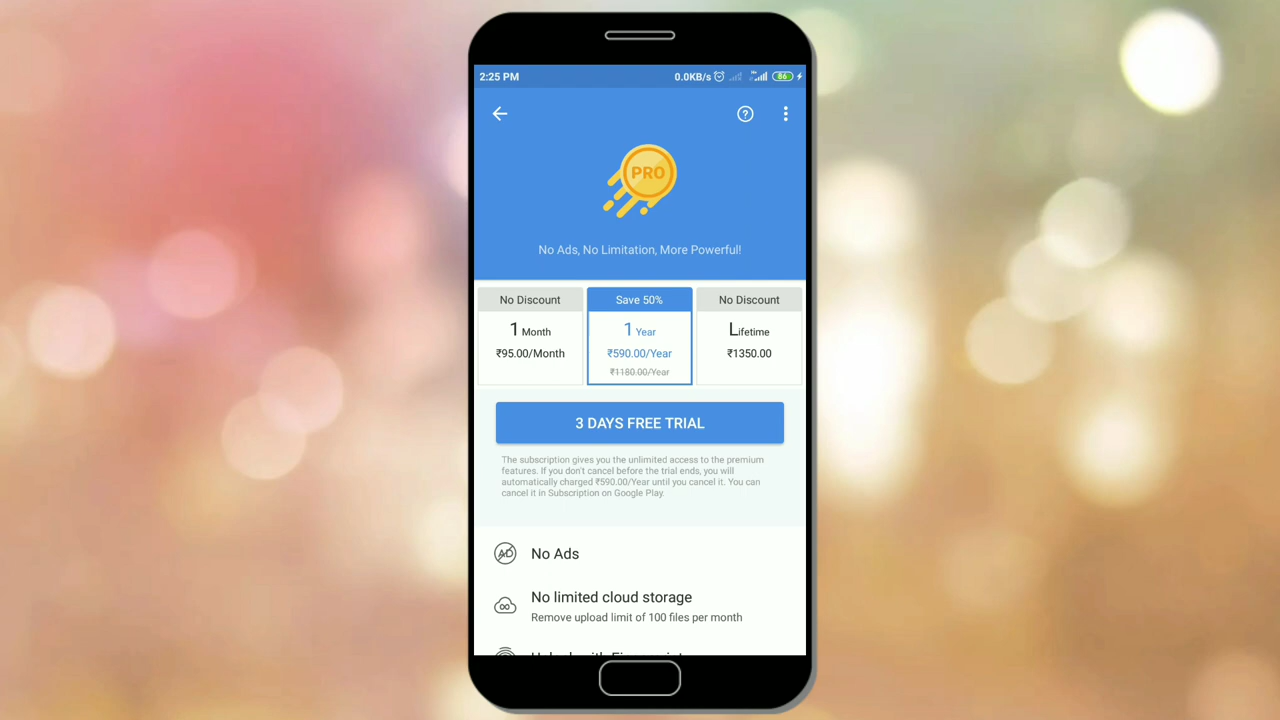 2:25 PM 0.0KB/s 86
PRO
No Ads, No Limitation, More Powerful!
No Discount
1 Month
₹95.00/Month
Save 50%
1 Year
₹590.00/Year
₹1180.00/Year
No Discount
Lifetime
₹1350.00
3 DAYS FREE TRIAL
The subscription gives you the unlimited access to the premium
features. If you don't cancel before the trial ends, you will
automatically charged ₹590.00/Year until you cancel it. You can
cancel it in Subscription on Google Play.
AD
No Ads
No limited cloud storage
Remove upload limit of 100 files per month